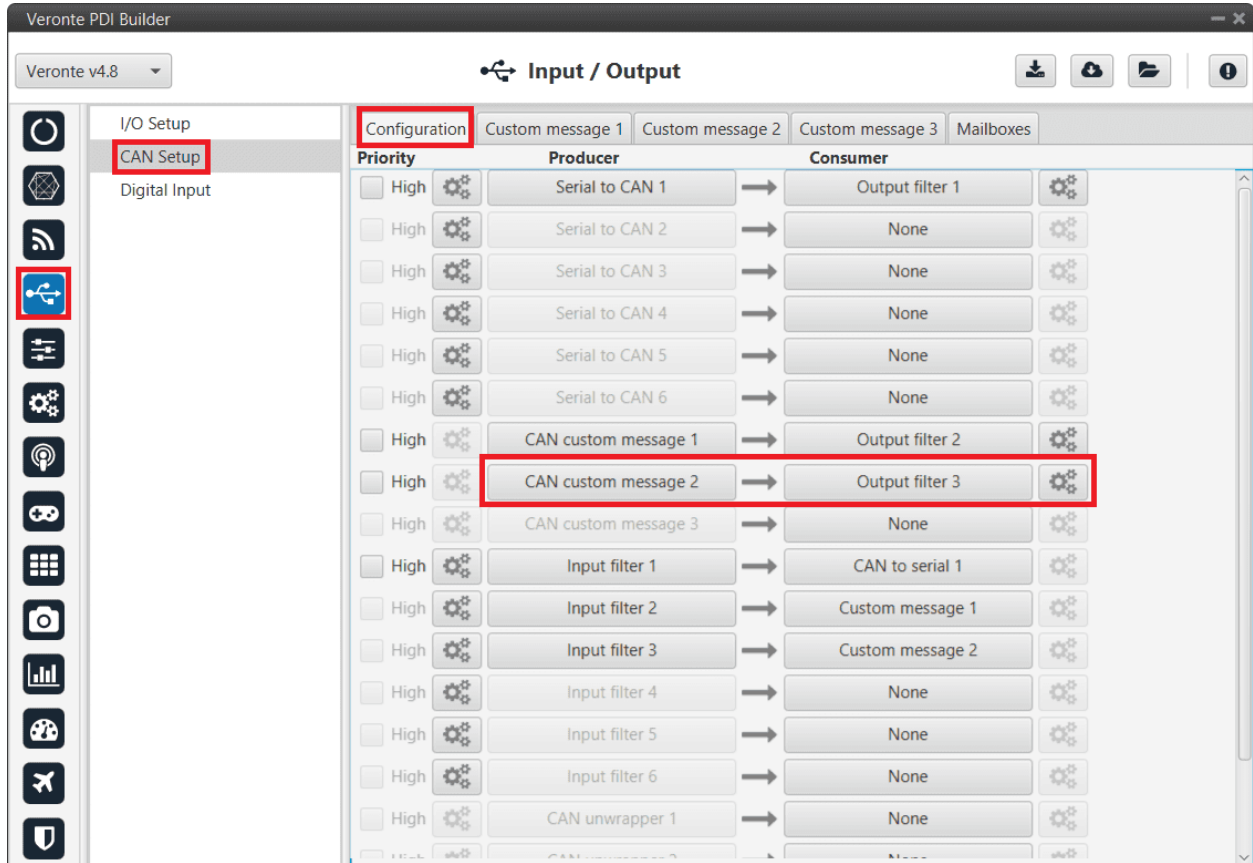 Veronte PDI Builder
Veronte v4.8
Input / Output
I/O Setup
CAN Setup
Digital Input
Configuration Custom message 1 Custom message 2 Custom message 3 Mailboxes
Priority Producer Consumer
High Serial to CAN 1 Output filter 1
High Serial to CAN 2 None
High Serial to CAN 3 None
High Serial to CAN 4 None
High Serial to CAN 5 None
High Serial to CAN 6 None
High CAN custom message 1 Output filter 2
High CAN custom message 2 Output filter 3
High CAN custom message 3 None
High Input filter 1 CAN to serial 1
High Input filter 2 Custom message 1
High Input filter 3 Custom message 2
High Input filter 4 None
High Input filter 5 None
High Input filter 6 None
High CAN unwrapper 1 None